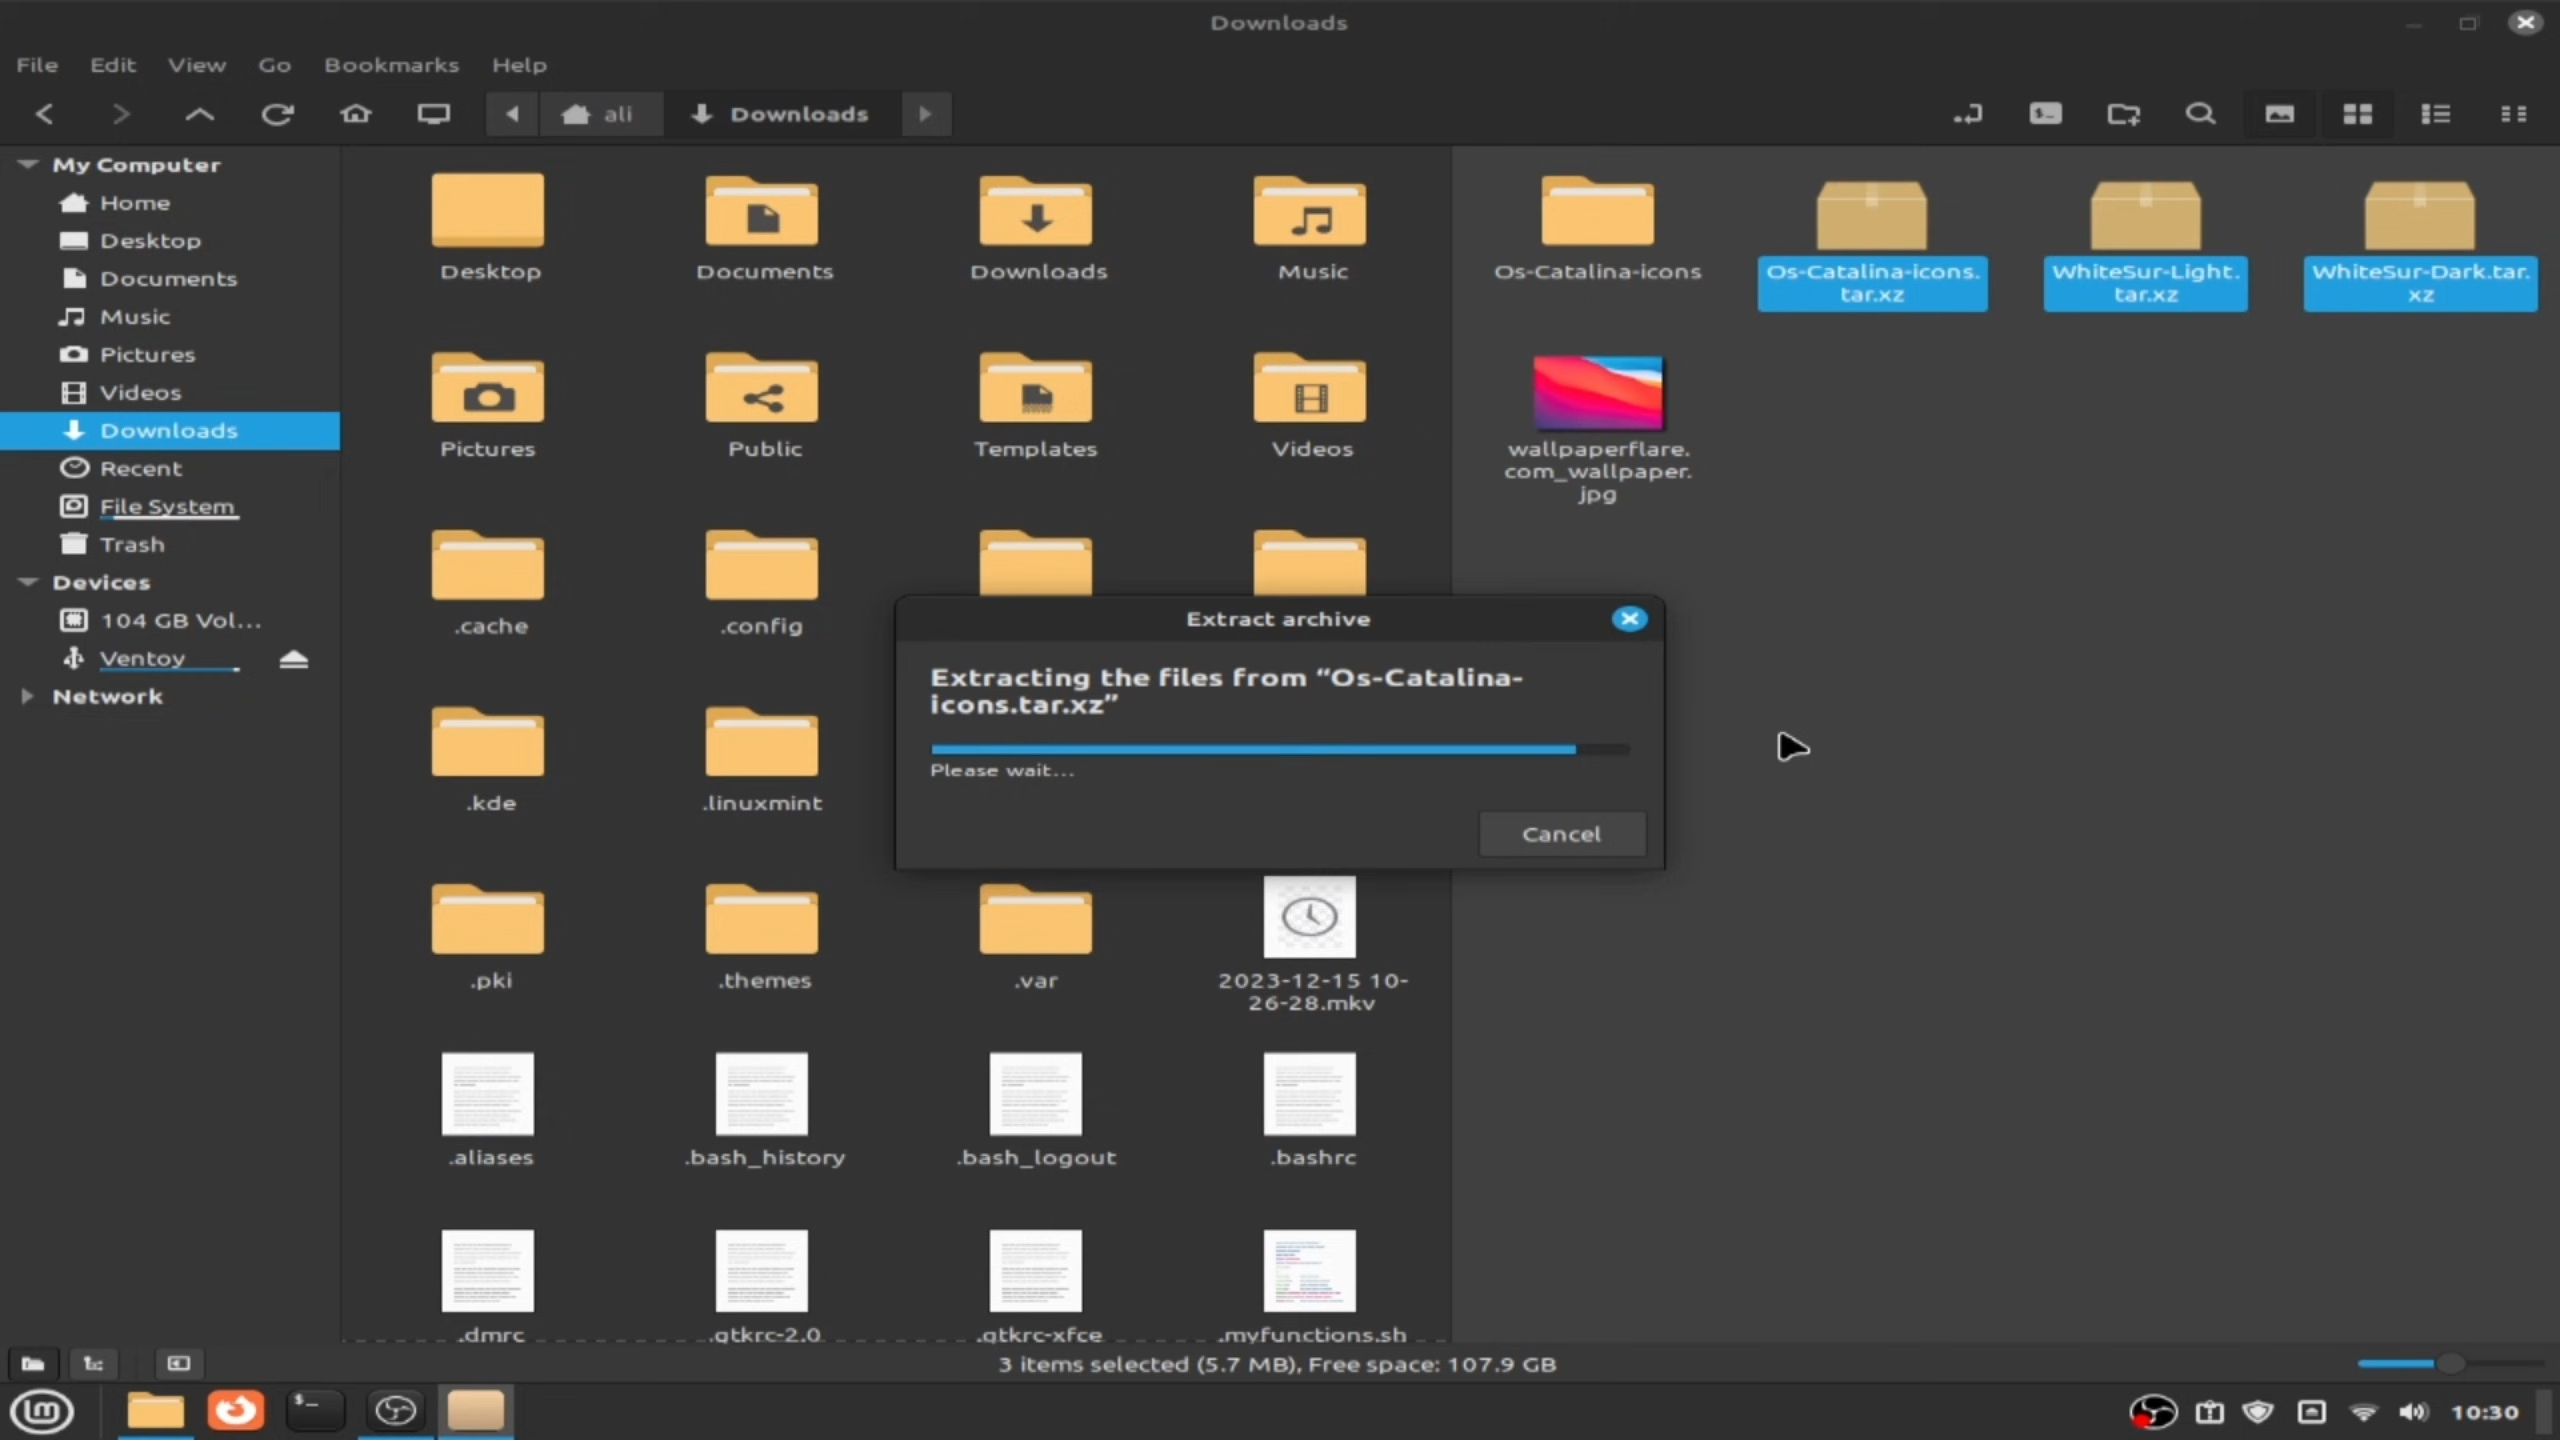 Downloads
File Edit View Go Bookmarks Help
ali Downloads
My Computer
Home
Desktop
Documents
Music
Pictures
Videos
Downloads
Recent
File System
Trash
Devices
104 GB Vol...
Ventoy
Network
Desktop Documents Downloads Music
Pictures Public Templates Videos
.cache .config
.kde .linuxmint
.pki .themes .var 2023-12-15 10-
26-28.mkv
.aliases .bash_history .bash_logout .bashrc
.dmrc .gtkrc-2.0 .gtkrc-xfce .myfunctions.sh
Os-Catalina-icons
Os-Catalina-icons.
tar.xz
WhiteSur-Light.
tar.xz
WhiteSur-Dark.tar.
xz
wallpaperflare.
com_wallpaper.
jpg
Extract archive
Extracting the files from “Os-Catalina-
icons.tar.xz”
Please wait...
Cancel
3 items selected (5.7 MB), Free space: 107.9 GB
10:30